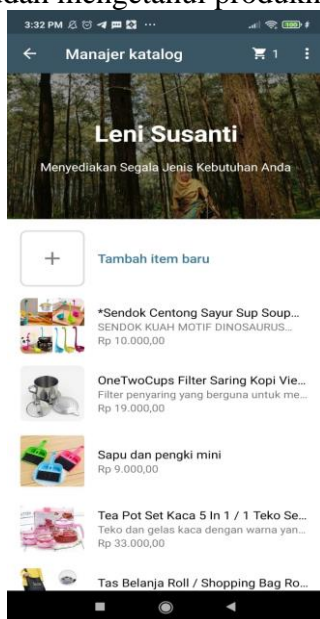 3:32 PM
Manajer katalog
1
Leni Susanti
Menyediakan Segala Jenis Kebutuhan Anda
Tambah item baru
*Sendok Centong Sayur Sup Soup...
SENDOK KUAH MOTIF DINOSAURUS...
Rp 10.000,00
OneTwoCups Filter Saring Kopi Vie...
Filter penyaring yang berguna untuk me...
Rp 19.000,00
Sapu dan pengki mini
Rp 9.000,00
Tea Pot Set Kaca 5 In 1 / 1 Teko Se...
Teko dan gelas kaca dengan warna yan...
Rp 33.000,00
Tas Belanja Roll / Shopping Bag Ro...